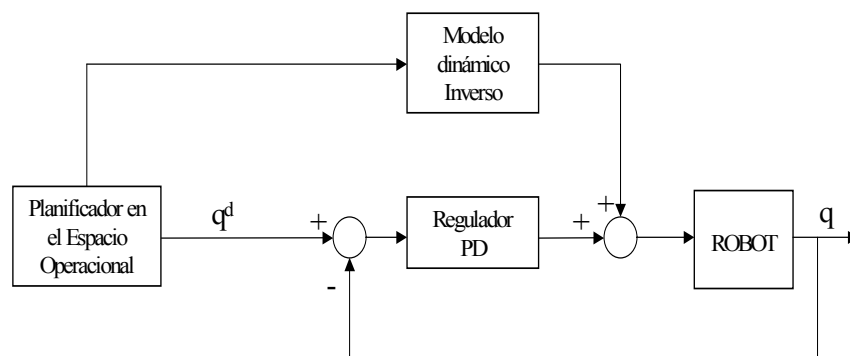 Modelo
dinámico
Inverso
Planificador en
el Espacio
Operacional
q^d
+
-
Regulador
PD
+
+
ROBOT
q